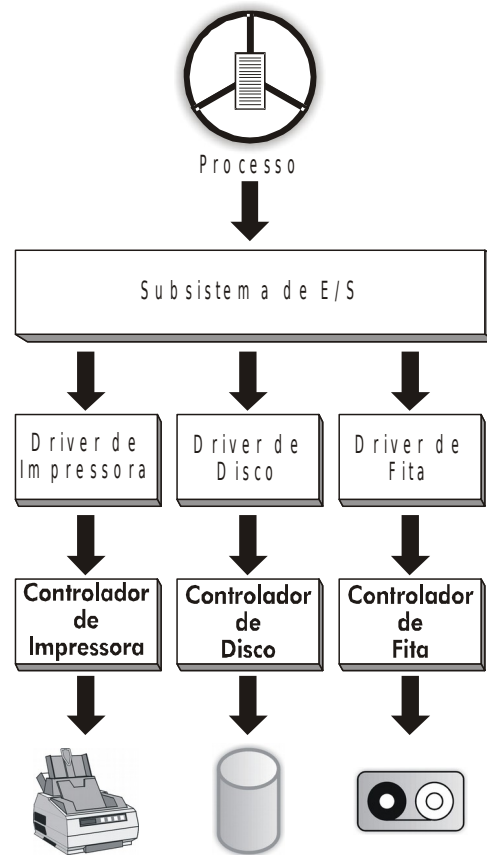 Processo
Subsistema de E/S
Driver de
Impressora
Driver de
Disco
Driver de
Fita
Controlador
de
Impressora
Controlador
de
Disco
Controlador
de
Fita